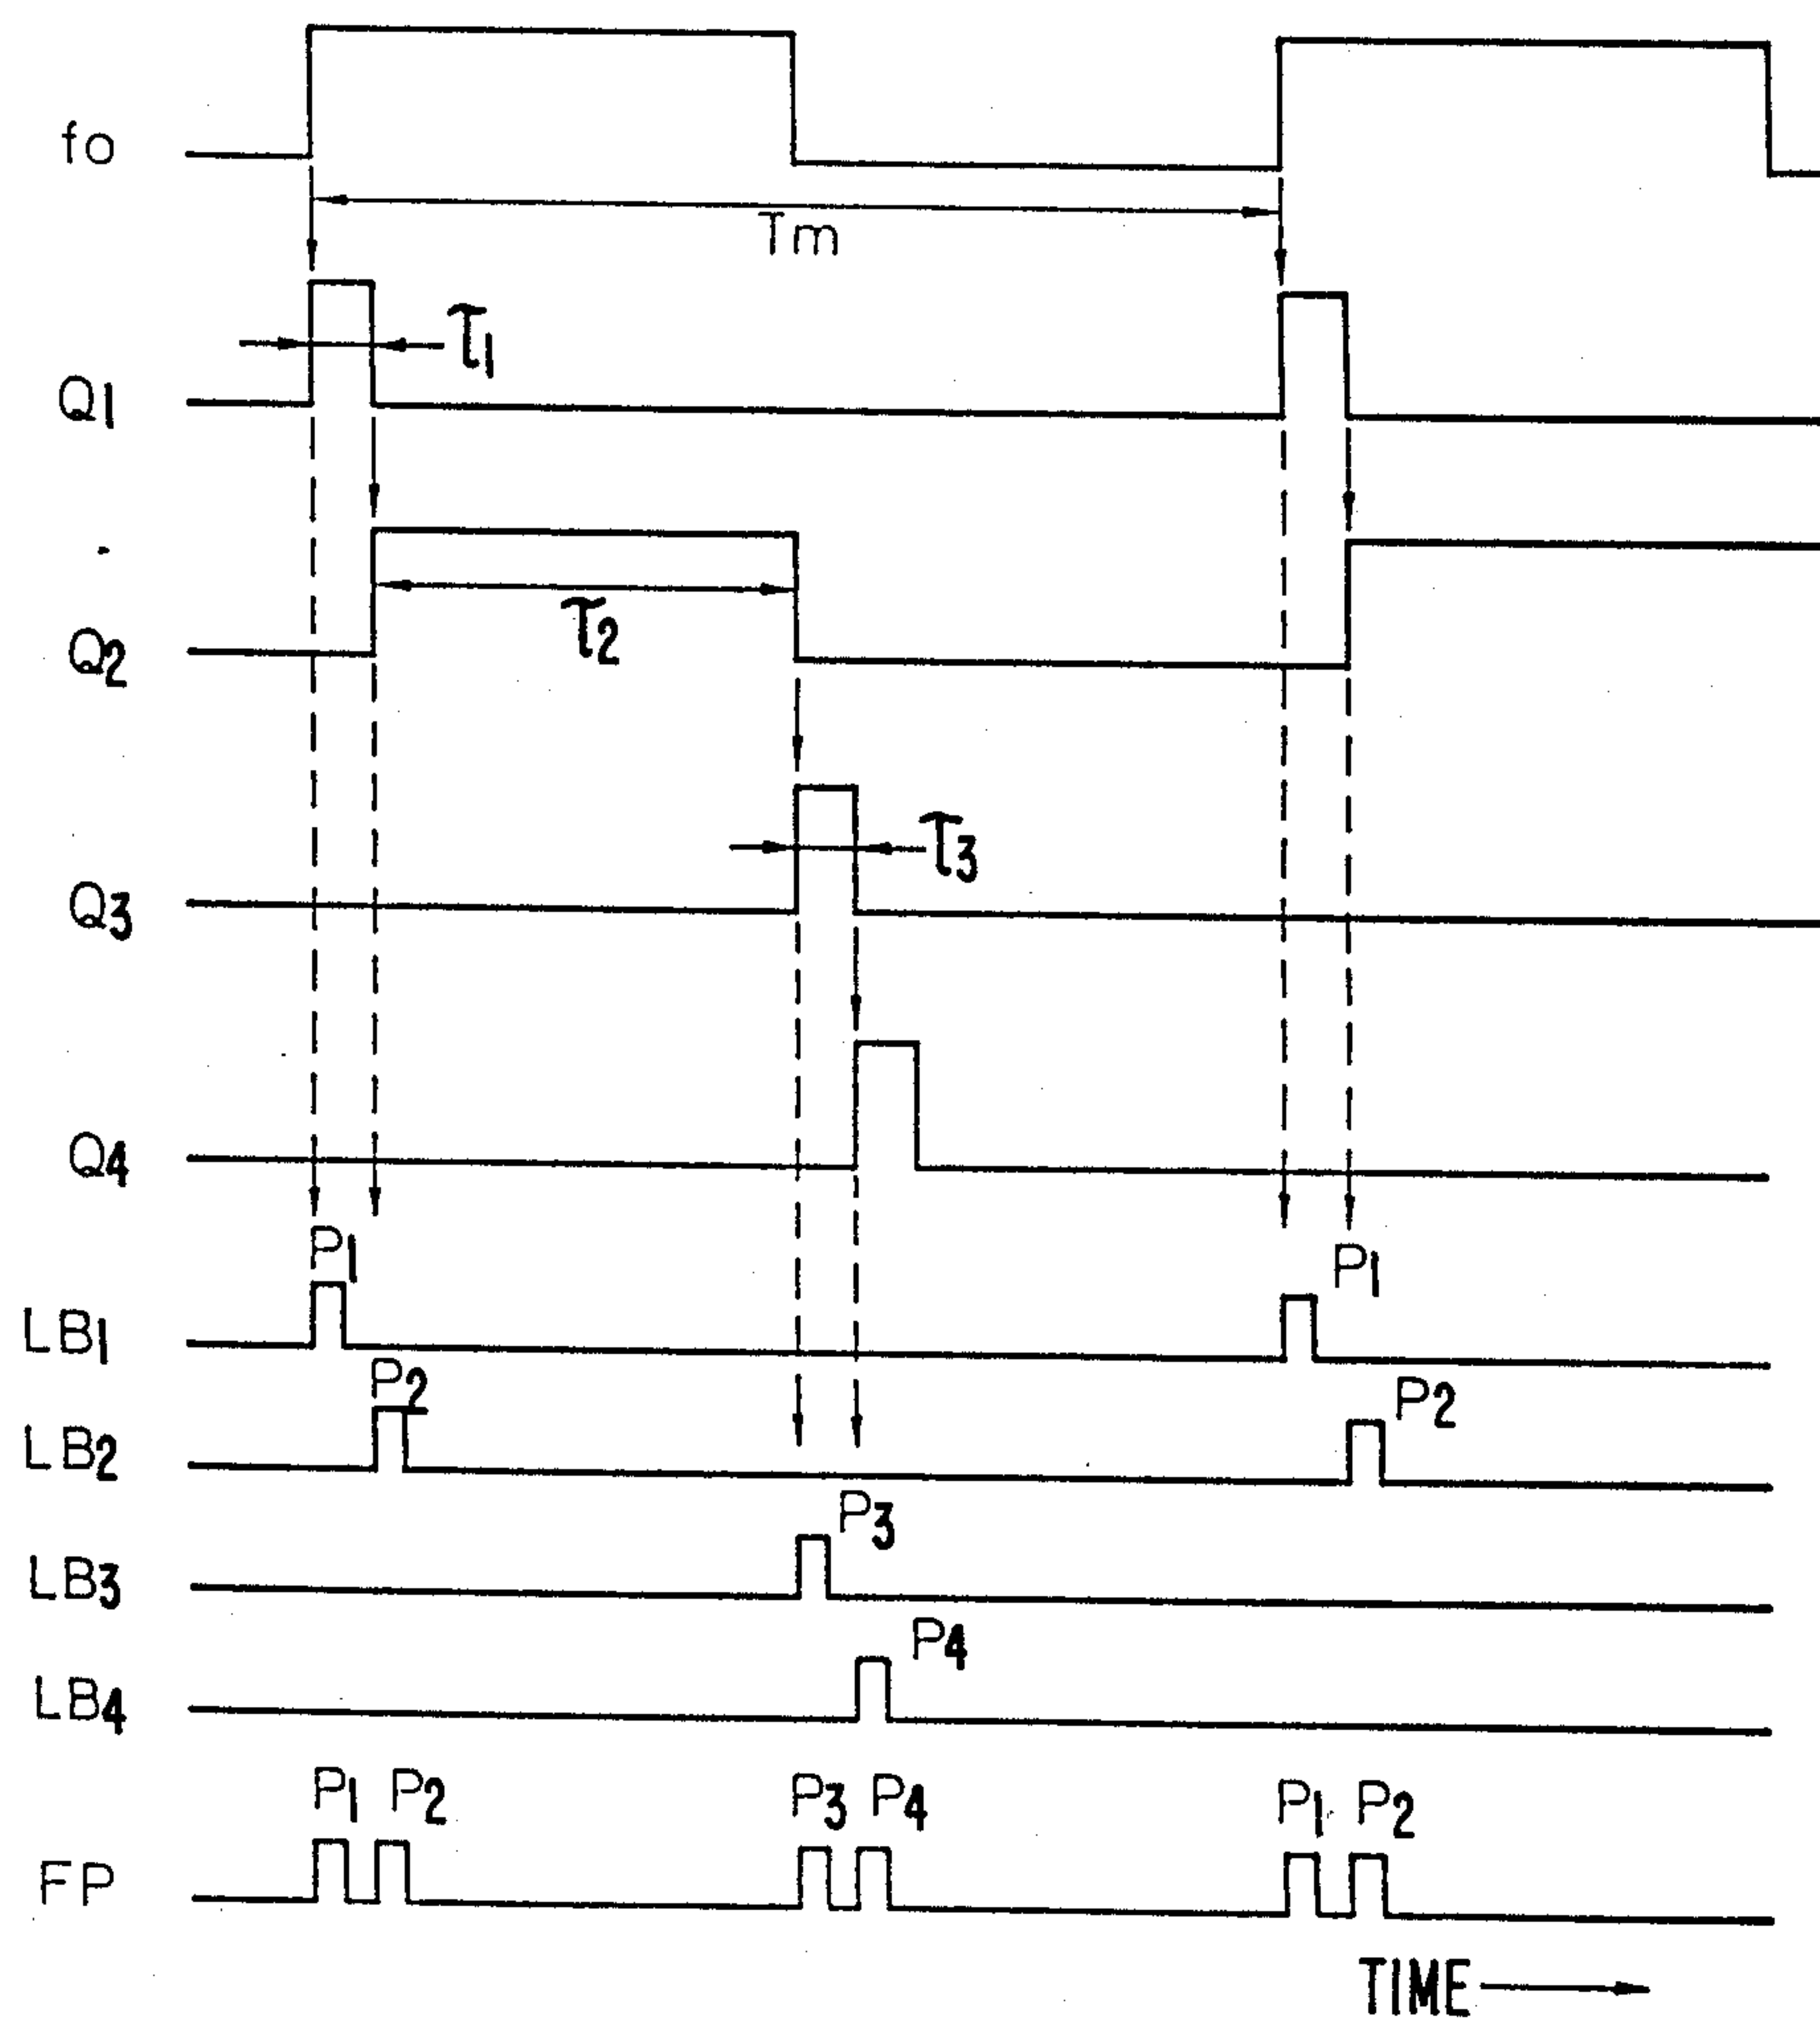 fo
Tm
τ1
Q1
τ2
Q2
τ3
Q3
Q4
P1 P1
LB1
P2 P2
LB2
P3
LB3
P4
LB4
P1 P2 P3 P4 P1 P2
FP
TIME